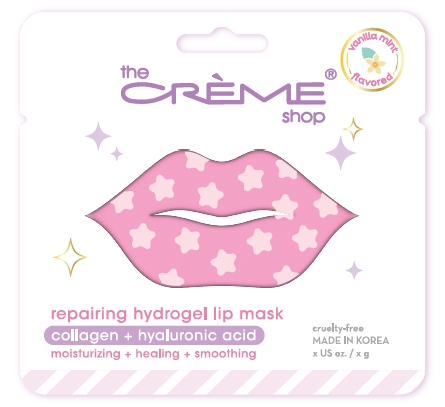 vanilla mint
flavored
the
CRÈME®
shop
repairing hydrogel lip mask
collagen + hyaluronic acid
moisturizing + healing + smoothing
cruelty-free
MADE IN KOREA
x US oz. / x g